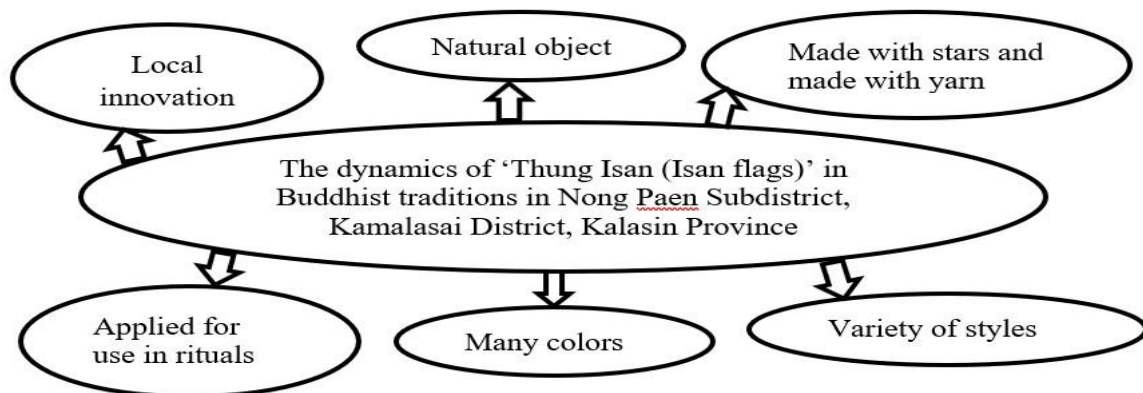 Local
innovation
Natural object
Made with stars and
made with yarn
The dynamics of ‘Thung Isan (Isan flags)’ in
Buddhist traditions in Nong Paen Subdistrict,
Kamalasai District, Kalasin Province
Applied for
use in rituals
Many colors
Variety of styles